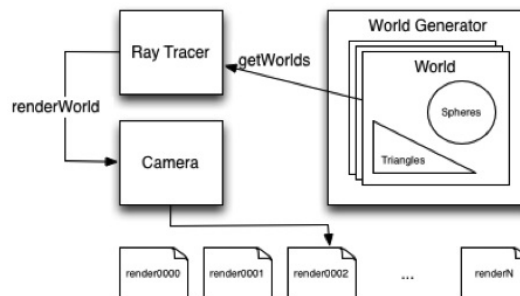 World Generator
Ray Tracer
getWorlds
World
renderWorld
Spheres
Camera
Triangles
render0000
render0001
render0002
...
renderN